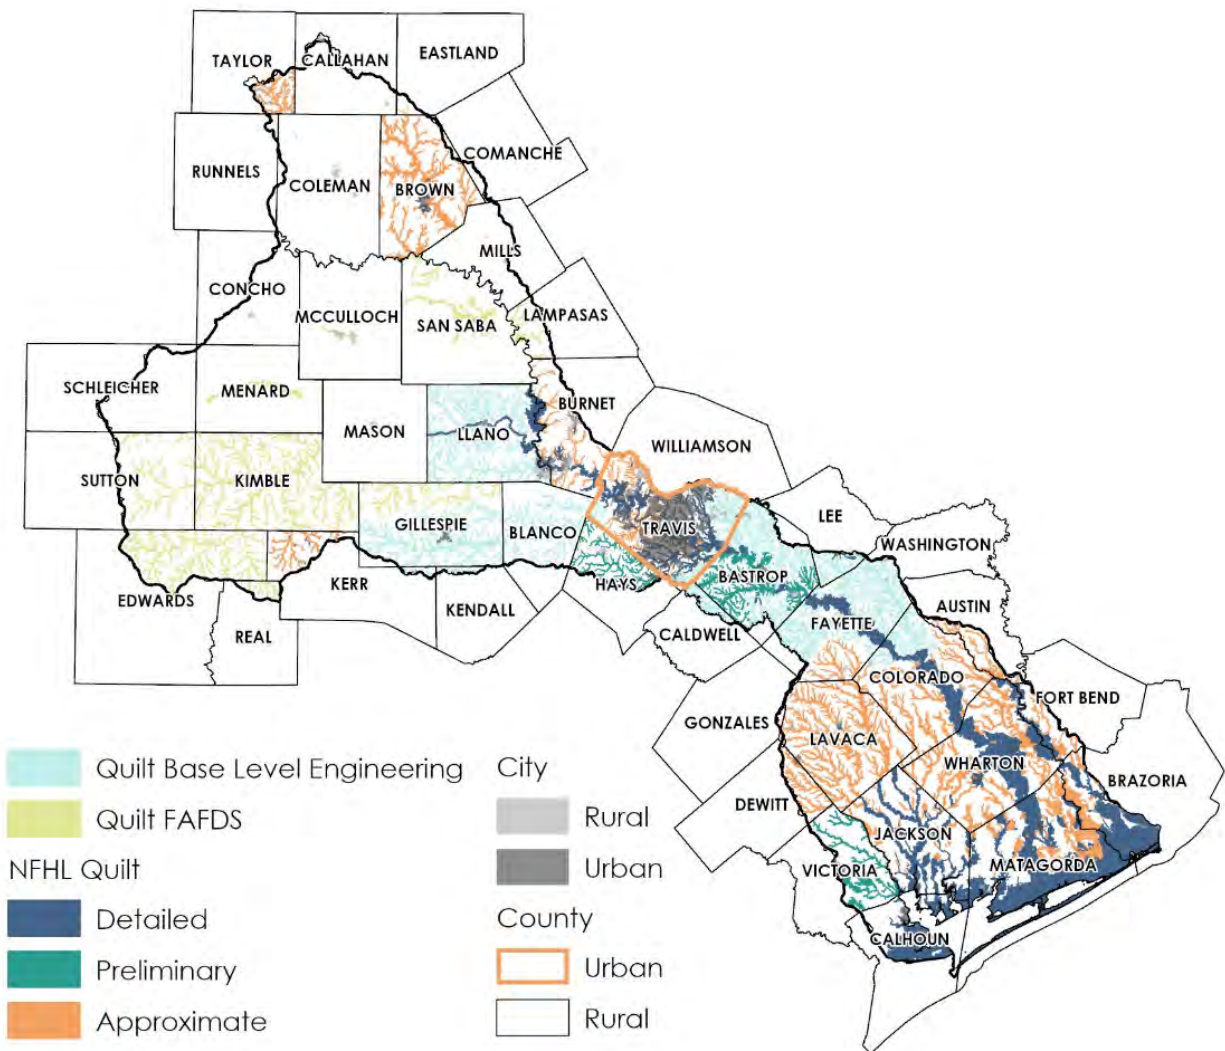 EASTLAND
TAYLOR
CALLAHAN
COMANCHE
RUNNELS
COLEMAN
BROWN
MILLS
CONCHO
MCCULLOCH
SAN SABA
LAMPASAS
SCHLEICHER
MENARD
BURNET
MASON
LLANO
WILLIAMSON
SUTTON
KIMBLE
GILLESPIE
BLANCO
TRAVIS
LEE
WASHINGTON
EDWARDS
KERR
KENDALL
HAYS
BASTROP
AUSTIN
REAL
CALDWELL
FAYETTE
COLORADO
FORT BEND
GONZALES
LAVACA
WHARTON
BRAZORIA
DEWITT
JACKSON
MATAGORDA
VICTORIA
CALHOUN
Quilt Base Level Engineering
Quilt FAFDS
NFHL Quilt
Detailed
Preliminary
Approximate
City
Rural
Urban
County
Urban
Rural